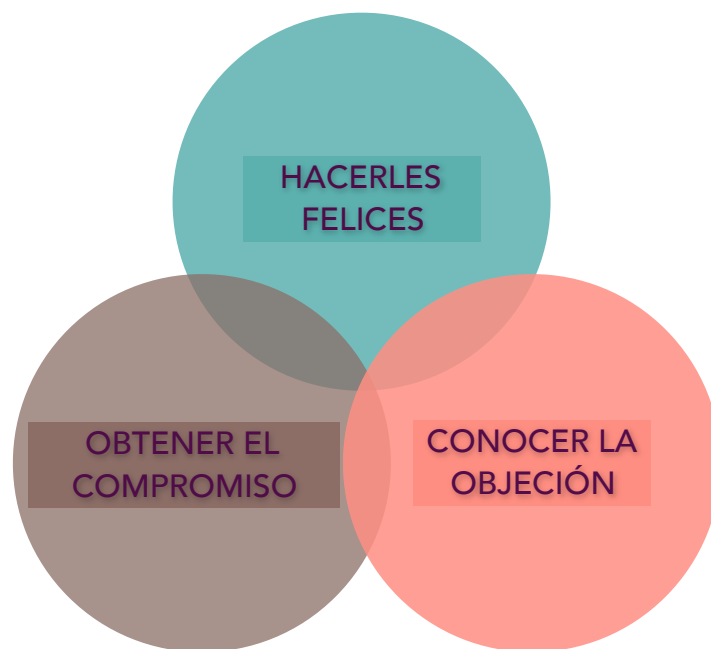 HACERLES
FELICES
OBTENER EL
COMPROMISO
CONOCER LA
OBJECIÓN